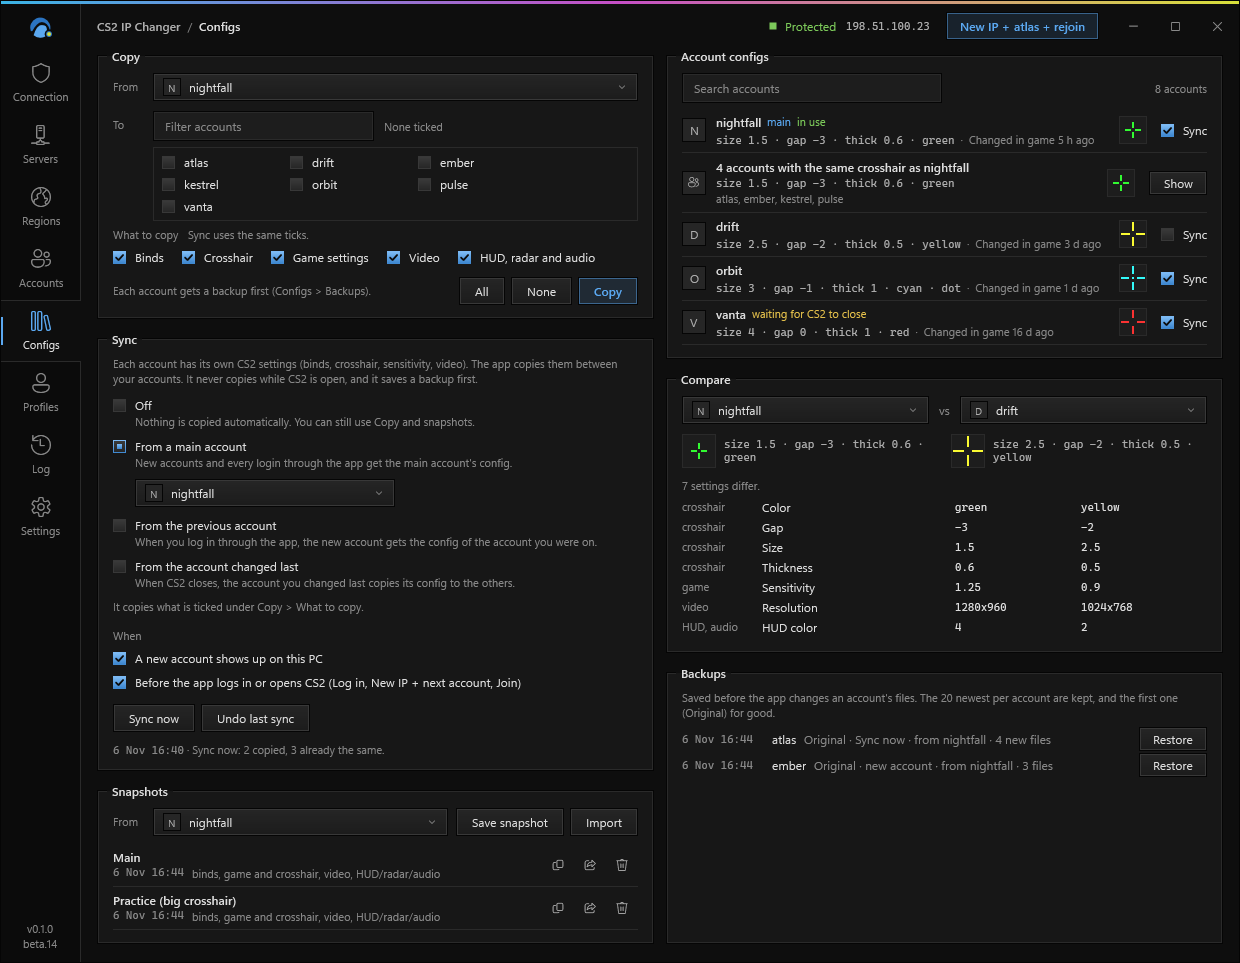 CS2 IP Changer / Configs
Protected 198.51.100.23
New IP + atlas + rejoin
Connection
Servers
Regions
Accounts
Configs
Profiles
Log
Settings
v0.1.0
beta.14
Copy
From N nightfall
To Filter accounts None ticked
atlas drift ember
kestrel orbit pulse
vanta
What to copy Sync uses the same ticks.
Binds Crosshair Game settings Video HUD, radar and audio
Each account gets a backup first (Configs > Backups). All None Copy
Sync
Each account has its own CS2 settings (binds, crosshair, sensitivity, video). The app copies them between
your accounts. It never copies while CS2 is open, and it saves a backup first.
Off
Nothing is copied automatically. You can still use Copy and snapshots.
From a main account
New accounts and every login through the app get the main account's config.
N nightfall
From the previous account
When you log in through the app, the new account gets the config of the account you were on.
From the account changed last
When CS2 closes, the account you changed last copies its config to the others.
It copies what is ticked under Copy > What to copy.
When
A new account shows up on this PC
Before the app logs in or opens CS2 (Log in, New IP + next account, Join)
Sync now Undo last sync
6 Nov 16:40 · Sync now: 2 copied, 3 already the same.
Snapshots
From N nightfall Save snapshot Import
Main
6 Nov 16:44 binds, game and crosshair, video, HUD/radar/audio
Practice (big crosshair)
6 Nov 16:44 binds, game and crosshair, video, HUD/radar/audio
Account configs
Search accounts 8 accounts
N nightfall main in use
size 1.5 · gap −3 · thick 0.6 · green · Changed in game 5 h ago Sync
4 accounts with the same crosshair as nightfall
size 1.5 · gap −3 · thick 0.6 · green Show
atlas, ember, kestrel, pulse
D drift
size 2.5 · gap −2 · thick 0.5 · yellow · Changed in game 3 d ago Sync
O orbit
size 3 · gap −1 · thick 1 · cyan · dot · Changed in game 1 d ago Sync
V vanta waiting for CS2 to close
size 4 · gap 0 · thick 1 · red · Changed in game 16 d ago Sync
Compare
N nightfall vs D drift
size 1.5 · gap −3 · thick 0.6 ·
green
size 2.5 · gap −2 · thick 0.5 ·
yellow
7 settings differ.
crosshair Color green yellow
crosshair Gap −3 −2
crosshair Size 1.5 2.5
crosshair Thickness 0.6 0.5
game Sensitivity 1.25 0.9
video Resolution 1280x960 1024x768
HUD, audio HUD color 4 2
Backups
Saved before the app changes an account's files. The 20 newest per account are kept, and the first one
(Original) for good.
6 Nov 16:44 atlas Original · Sync now · from nightfall · 4 new files Restore
6 Nov 16:44 ember Original · new account · from nightfall · 3 files Restore